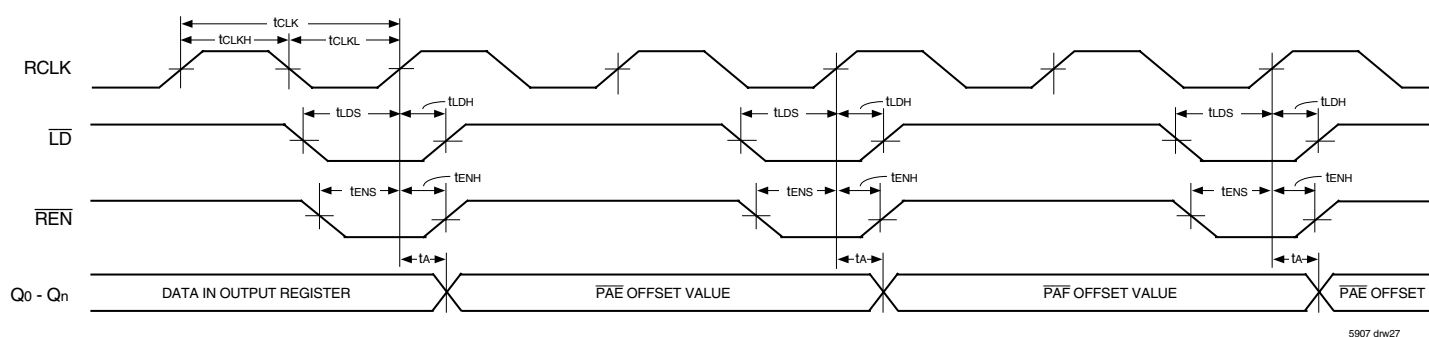 tCLK
tCLKH
tCLKL
RCLK
tLDS
tLDH
tLDS
tLDH
tLDS
tLDH
LD
tENS
tENH
tENS
tENH
tENS
tENH
REN
tA
tA
tA
Q0 - Qn
DATA IN OUTPUT REGISTER
PAE OFFSET VALUE
PAF OFFSET VALUE
PAE OFFSET
5907 drw27